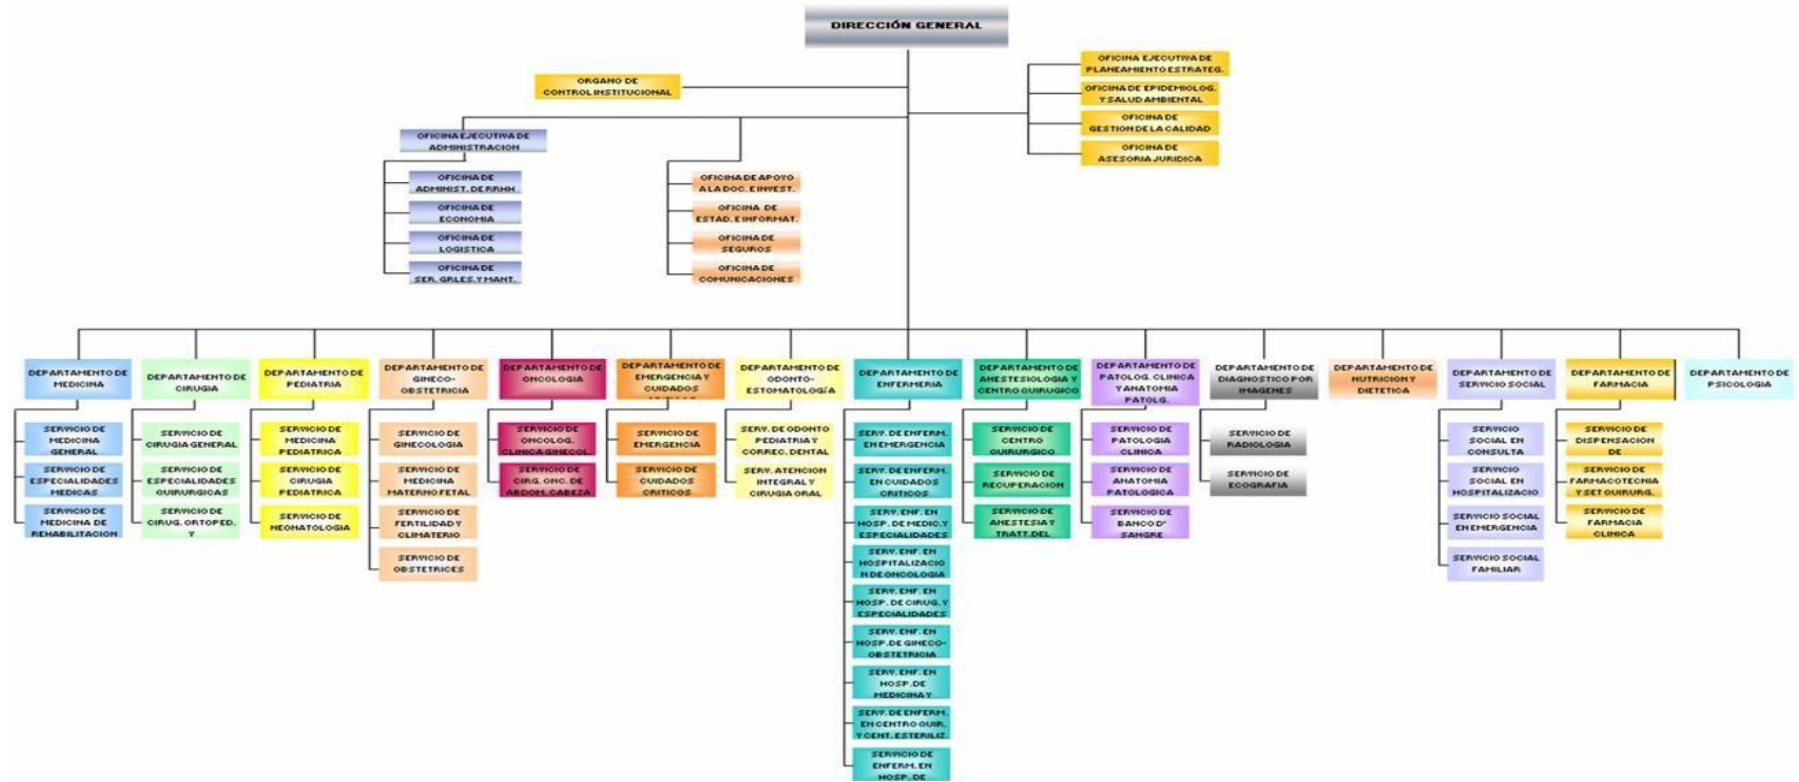 DIRECCIÓN GENERAL
ORGANO DE
CONTROL INSTITUCIONAL
OFICINA EJECUTIVA DE
PLANEAMIENTO ESTRATEG.
OFICINA DE EPIDEMIOLOG.
Y SALUD AMBIENTAL
OFICINA DE
GESTION DE LA CALIDAD
OFICINA DE
ASESORIA JURIDICA
OFICINA EJECUTIVA DE
ADMINISTRACION
OFICINA DE
ADMINIST. DE RRHH
OFICINA DE
ECONOMIA
OFICINA DE
LOGISTICA
OFICINA DE
SER. GRLES. Y MANT.
OFICINA DE APOYO
A LA DOC. E INVEST.
OFICINA DE
ESTAD. E INFORMAT.
OFICINA DE
SEGUROS
OFICINA DE
COMUNICACIONES
DEPARTAMENTO DE
MEDICINA
SERVICIO DE
MEDICINA
GENERAL
SERVICIO DE
ESPECIALIDADES
MEDICAS
SERVICIO DE
MEDICINA DE
REHABILITACION
DEPARTAMENTO DE
CIRUGIA
SERVICIO DE
CIRUGIA GENERAL
SERVICIO DE
ESPECIALIDADES
QUIRURGICAS
SERVICIO DE
CIRUG. ORTOPED.
Y
DEPARTAMENTO DE
PEDIATRIA
SERVICIO DE
MEDICINA
PEDIATRICA
SERVICIO DE
CIRUGIA
PEDIATRICA
SERVICIO DE
NEONATOLOGIA
DEPARTAMENTO DE
GINECO-
OBSTETRICIA
SERVICIO DE
GINECOLOGIA
SERVICIO DE
MEDICINA
MATERNO FETAL
SERVICIO DE
FERTILIDAD Y
CLIMATERIO
SERVICIO DE
OBSTETRICES
DEPARTAMENTO DE
ONCOLOGIA
SERVICIO DE
ONCOLOG.
CLINICA GINECOL
SERVICIO DE
CIRG. ONC. DE
ABDOM. CABEZA
DEPARTAMENTO DE
EMERGENCIA Y
CUIDADOS
SERVICIO DE
EMERGENCIA
SERVICIO DE
CUIDADOS
CRITICOS
DEPARTAMENTO DE
ODONTO-
ESTOMATOLOGÍA
SERV. DE ODONTO
PEDIATRIA Y
CORREC. DENTAL
SERV. ATENCION
INTEGRAL Y
CIRUGIA ORAL
DEPARTAMENTO DE
ENFERMERIA
SERV. DE ENFERM.
EN EMERGENCIA
SERV. DE ENFERM.
EN CUIDADOS
CRITICOS
SERV. ENF. EN
HOSP. DE MEDIC. Y
ESPECIALIDADES
SERV. ENF. EN
HOSPITALIZACIO
N DE ONCOLOGIA
SERV. ENF. EN
HOSP. DE CIRUG. Y
ESPECIALIDADES
SERV. ENF. EN
HOSP. DE GINECO-
OBSTETRICIA
SERV. ENF. EN
HOSP. DE
MEDICINA Y
SERV. DE ENFERM.
EN CENTRO QUIR.
Y CENT. ESTERILIZ.
SERVICIO DE
ENFERM. EN
HOSP. DE
DEPARTAMENTO DE
ANESTESIOLOGIA Y
CENTRO QUIRUGICO
SERVICIO DE
CENTRO
QUIRURGICO
SERVICIO DE
RECUPERACION
SERVICIO DE
ANESTESIA Y
TRATT. DEL
DEPARTAMENTO DE
PATOLOG. CLINICA
Y ANATOMIA
PATOLG.
SERVICIO DE
PATOLOGIA
CLINICA
SERVICIO DE
ANATOMIA
PATOLOGICA
SERVICIO DE
BANCO Dº
SANGRE
DEPARTAMENTO DE
DIAGNOSTICO POR
IMAGENES
SERVICIO DE
RADIOLOGIA
SERVICIO DE
ECOGRAFIA
DEPARTAMENTO DE
NUTRICION Y
DIETETICA
DEPARTAMENTO DE
SERVICIO SOCIAL
SERVICIO
SOCIAL EN
CONSULTA
SERVICIO
SOCIAL EN
HOSPITALIZACIO
SERVICIO SOCIAL
EN EMERGENCIA
SERVICIO SOCIAL
FAMILIAR
DEPARTAMENTO DE
FARMACIA
SERVICIO DE
DISPENSACION
DE
SERVICIO DE
FARMACOTECNIA
Y SET QUIRURG.
SERVICIO DE
FARMACIA
CLINICA
DEPARTAMENTO DE
PSICOLOGIA